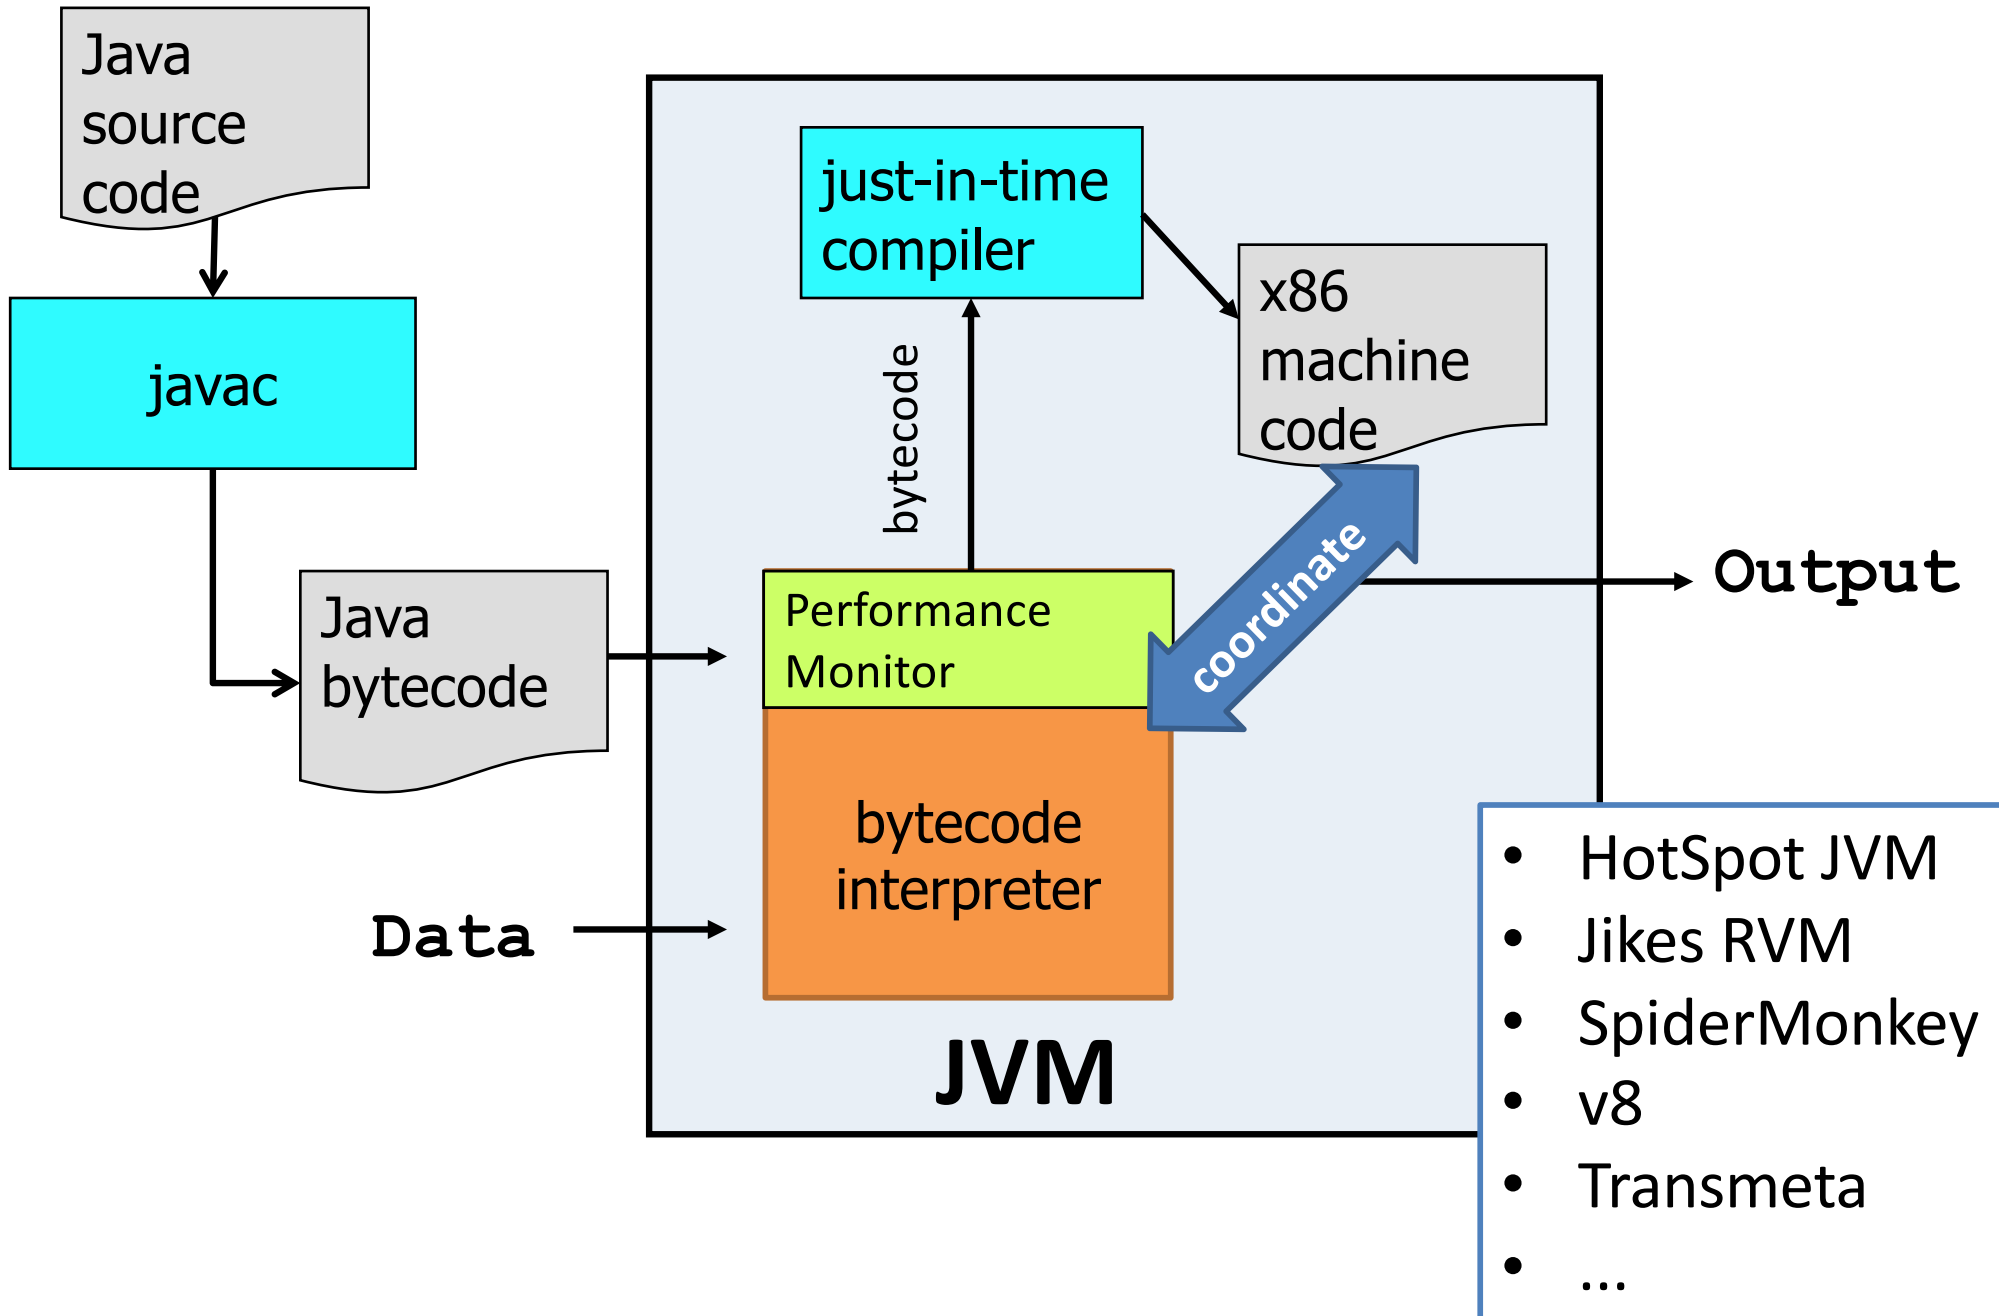 Java
source
code
javac
Java
bytecode
Data
just-in-time
compiler
bytecode
x86
machine
code
Performance
Monitor
coordinate
bytecode
interpreter
JVM
Output
• HotSpot JVM
• Jikes RVM
• SpiderMonkey
• v8
• Transmeta
• ...